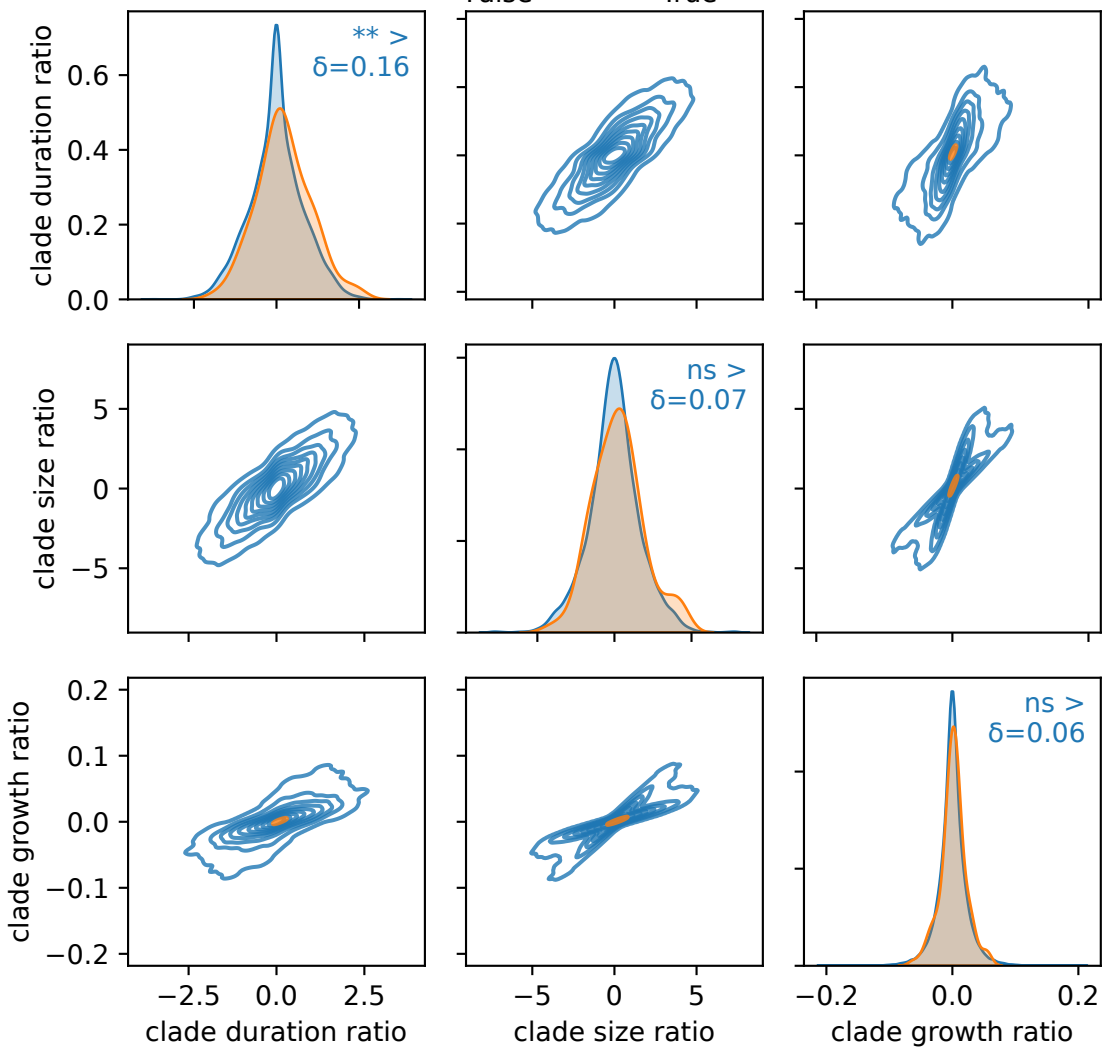 True
clade duration ratio
0.6
0.4
0.2
0.0
** >
δ=0.16
clade size ratio
5
0
−5
ns >
δ=0.07
clade growth ratio
0.2
0.1
0.0
−0.1
−0.2
ns >
δ=0.06
−2.5 0.0 2.5
−5 0 5
−0.2 0.0 0.2
clade duration ratio
clade size ratio
clade growth ratio